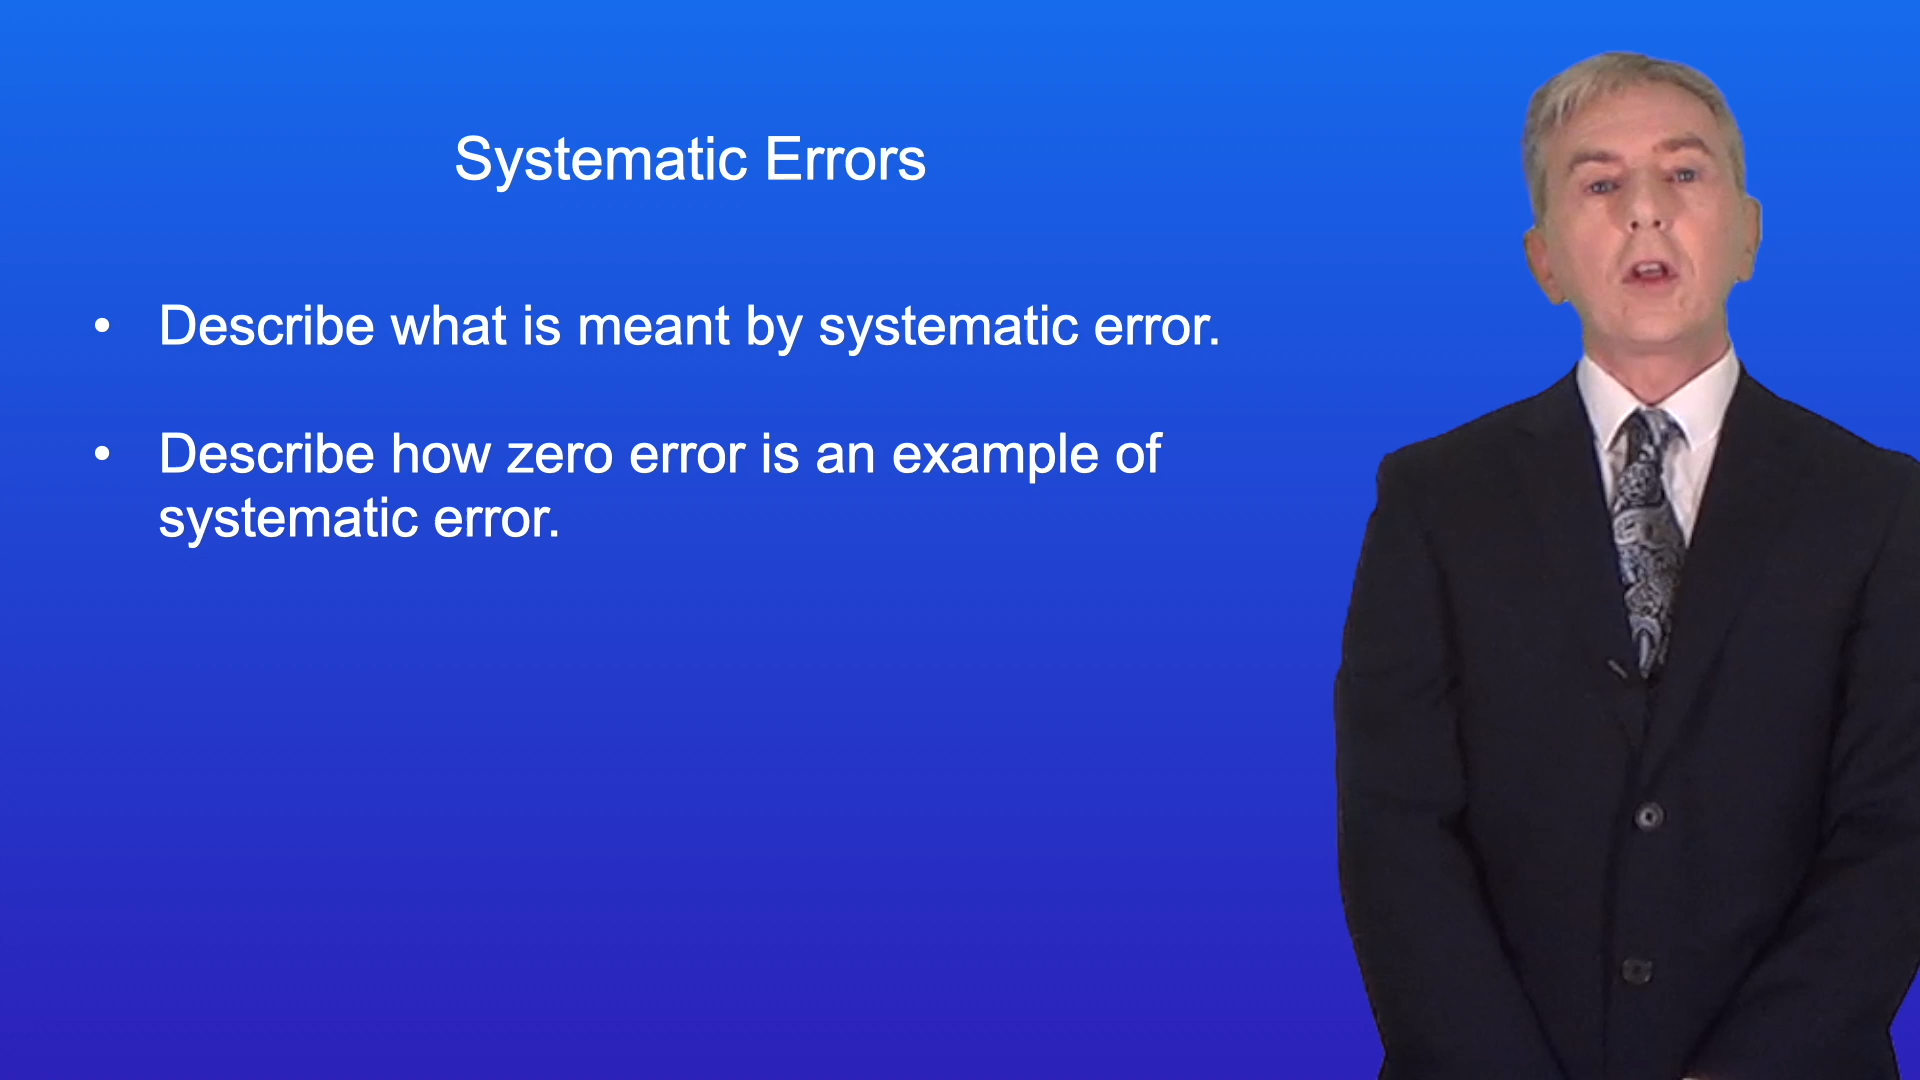 Systematic Errors
• Describe what is meant by systematic error.
• Describe how zero error is an example of
systematic error.